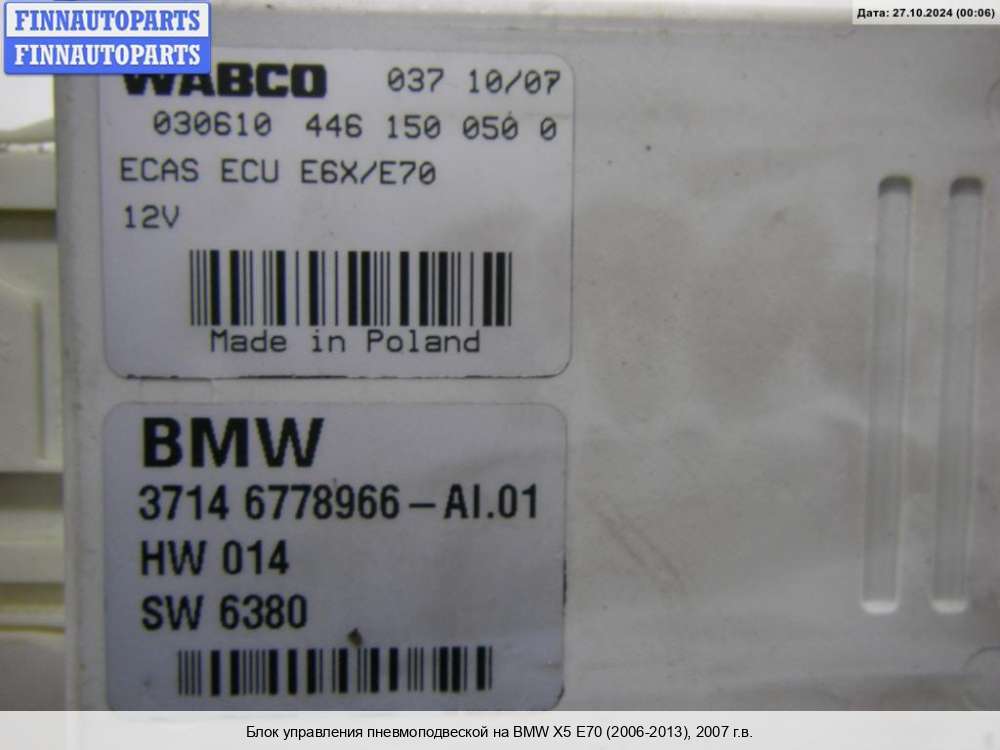 FINNAUTOPARTS
FINNAUTOPARTS
Дата: 27.10.2024 (00:06)
WABCO 037 10/07
030610 446 150 050 0
ECAS ECU E6X/E70
12V
Made in Poland
BMW
3714 6778966-AI.01
HW 014
SW 6380
Блок управления пневмоподвеской на BMW X5 E70 (2006-2013), 2007 г.в.